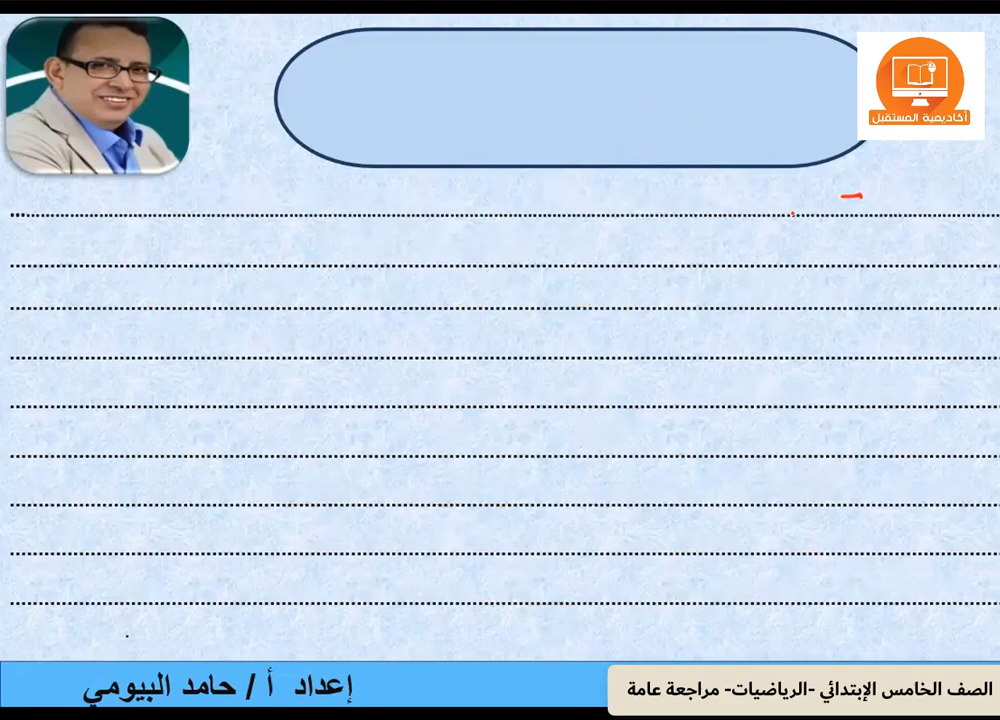 أكاديمية المستقبل
إعداد أ / حامد البيومي
الصف الخامس الإبتدائي -الرياضيات- مراجعة عامة